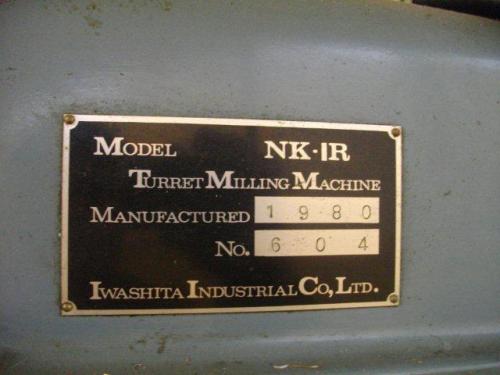 MODEL NK-1R
TURRET MILLING MACHINE
MANUFACTURED 1980
No. 604
IWASHITA INDUSTRIAL CO., LTD.